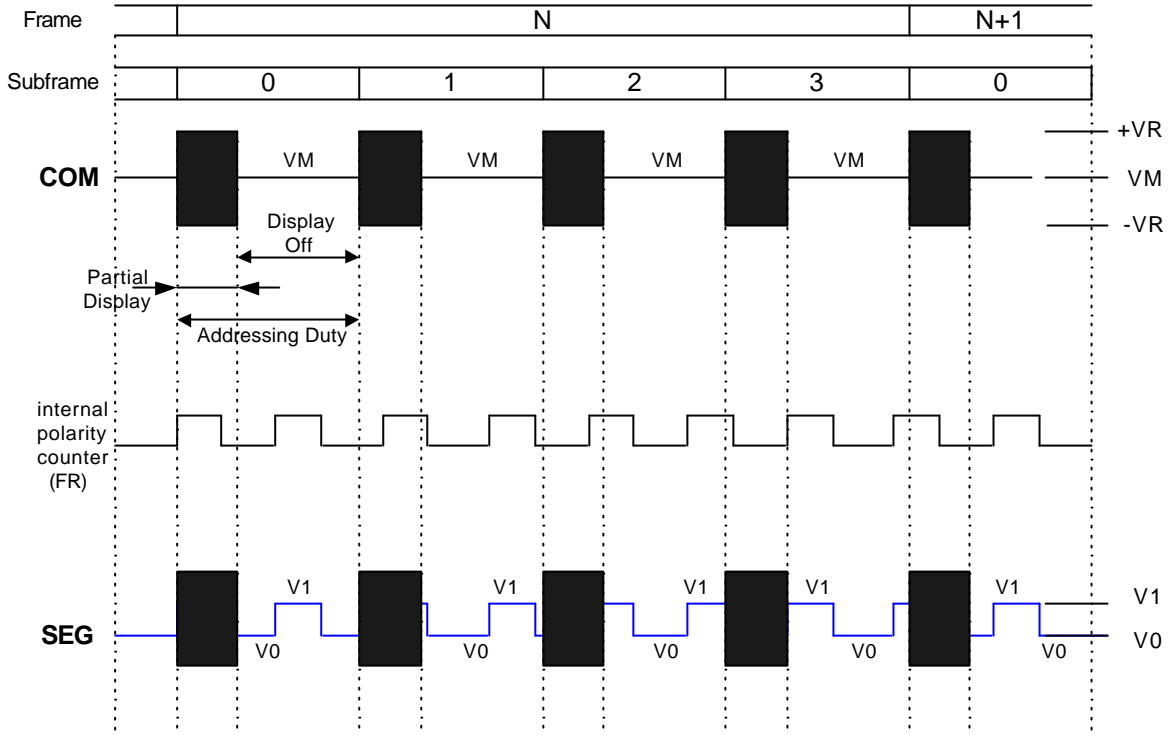 Frame N N+1
Subframe 0 1 2 3 0
+VR
COM VM VM VM VM VM
-VR
Display
Off
Partial
Display
Addressing Duty
internal
polarity
counter
(FR)
V1 V1 V1 V1 V1 V1
SEG V0 V0 V0 V0 V0 V0